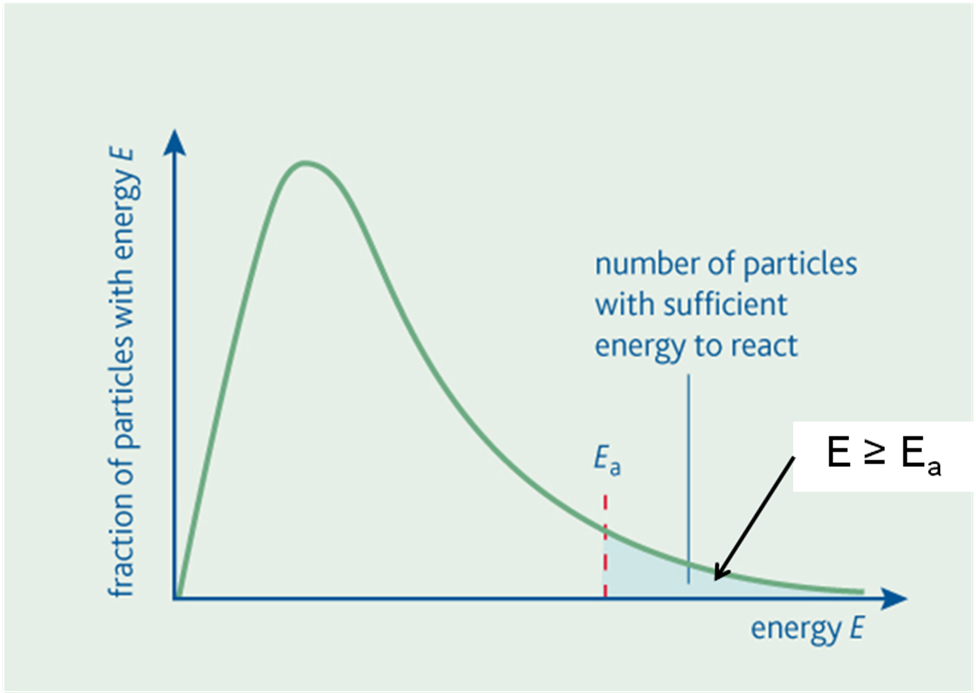 fraction of particles with energy E
number of particles
with sufficient
energy to react
Eₐ
E ≥ Eₐ
energy E